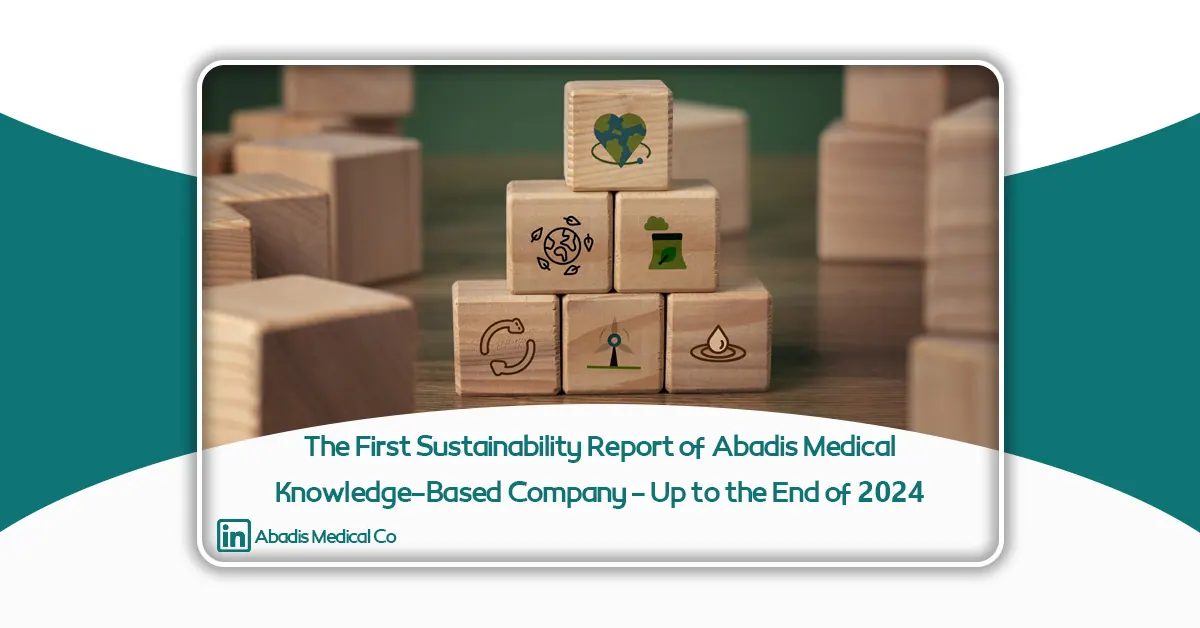 The First Sustainability Report of Abadis Medical
Knowledge-Based Company - Up to the End of 2024
in Abadis Medical Co